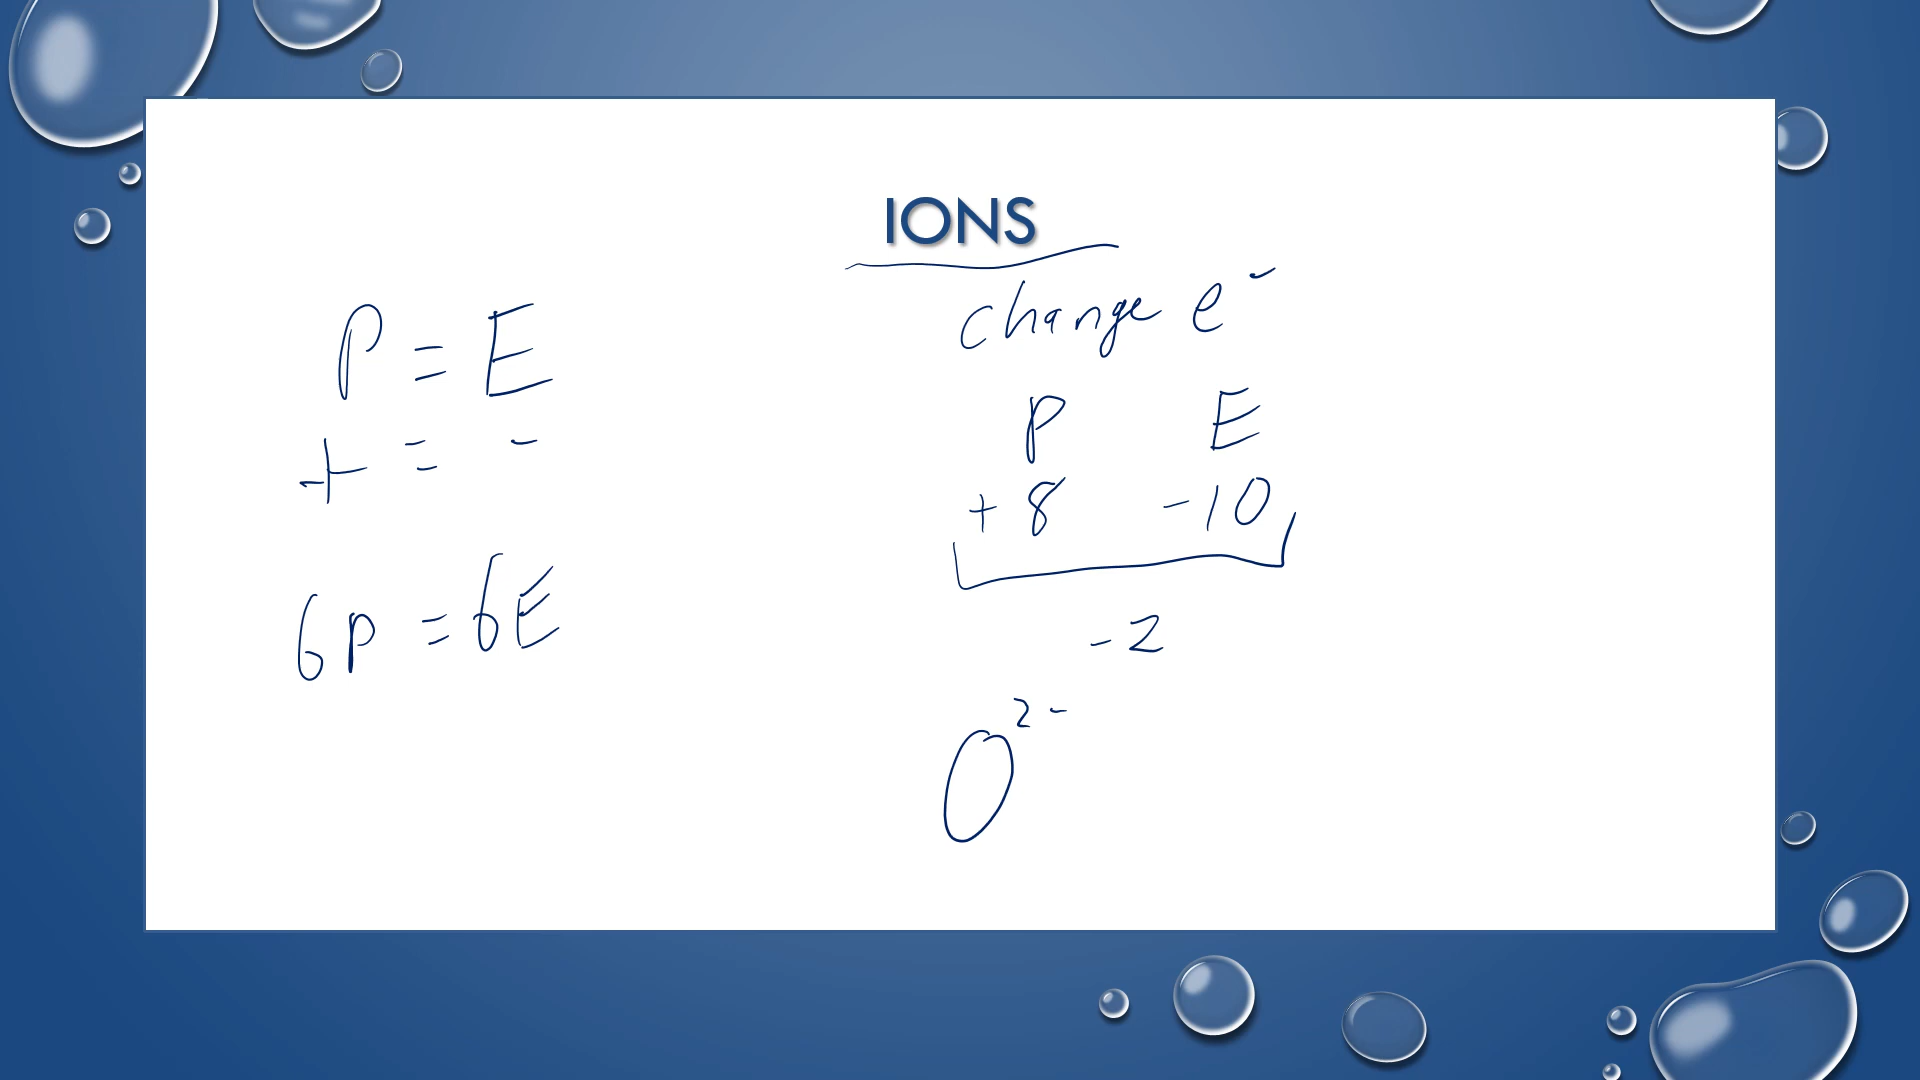 IONS
P = E
+ = -
6P = 6E
change e⁻
P E
+8 -10
-2
O²⁻